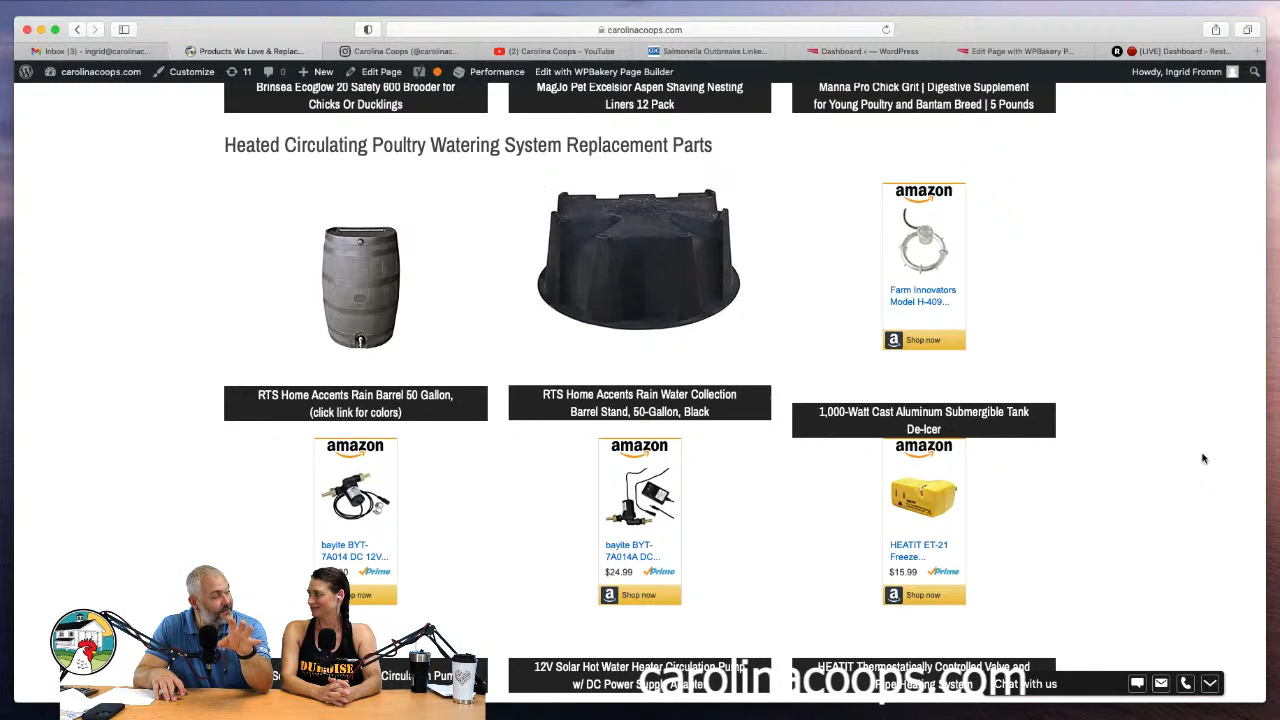 carolinacoops.com
Inbox (3) - ingrid@carolinac...
Products We Love & Replac...
Carolina Coops (@carolinac...
(2) Carolina Coops - YouTube
Salmonella Outbreaks Linke...
Dashboard ‹ — WordPress
Edit Page with WPBakery P...
[LIVE] Dashboard - Rest...
carolinacoops.com
Customize
11
0
New
Edit Page
Performance
Edit with WPBakery Page Builder
Howdy, Ingrid Fromm
Brinsea Ecoglow 20 Safety 600 Brooder for
Chicks Or Ducklings
MagJo Pet Excelsior Aspen Shaving Nesting
Liners 12 Pack
Manna Pro Chick Grit | Digestive Supplement
for Young Poultry and Bantam Breed | 5 Pounds
Heated Circulating Poultry Watering System Replacement Parts
amazon
Farm Innovators
Model H-409...
Shop now
RTS Home Accents Rain Barrel 50 Gallon,
(click link for colors)
RTS Home Accents Rain Water Collection
Barrel Stand, 50-Gallon, Black
1,000-Watt Cast Aluminum Submergible Tank
De-Icer
amazon
bayite BYT-
7A014 DC 12V...
Prime
now
amazon
bayite BYT-
7A014A DC...
$24.99 Prime
Shop now
amazon
HEATIT ET-21
Freeze...
$15.99 Prime
Shop now
12V Solar Hot Water Heater Circulation Pump
w/ DC Power Supply Adapter
HEATIT Thermostatically Controlled Valve and
Pipe Heating System
Chat with us
carolinacoops.com